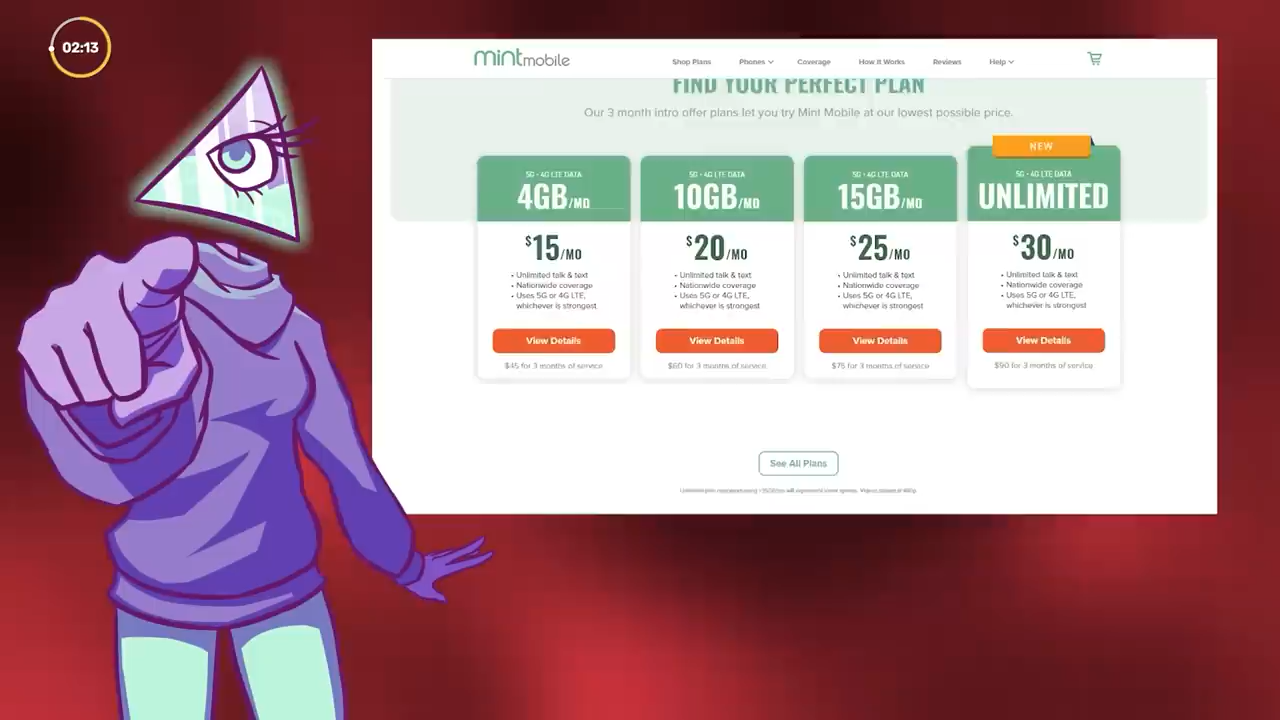 02:13
mintmobile
Shop Plans Phones Coverage How It Works Reviews Help
FIND YOUR PERFECT PLAN
Our 3 month intro offer plans let you try Mint Mobile at our lowest possible price.
5G • 4G LTE DATA
4GB/MO
$15/MO
• Unlimited talk & text
• Nationwide coverage
• Uses 5G or 4G LTE,
whichever is strongest
View Details
$45 for 3 months of service
5G • 4G LTE DATA
10GB/MO
$20/MO
• Unlimited talk & text
• Nationwide coverage
• Uses 5G or 4G LTE,
whichever is strongest
View Details
$60 for 3 months of service
5G • 4G LTE DATA
15GB/MO
$25/MO
• Unlimited talk & text
• Nationwide coverage
• Uses 5G or 4G LTE,
whichever is strongest
View Details
$75 for 3 months of service
NEW
5G • 4G LTE DATA
UNLIMITED
$30/MO
• Unlimited talk & text
• Nationwide coverage
• Uses 5G or 4G LTE,
whichever is strongest
View Details
$90 for 3 months of service
See All Plans